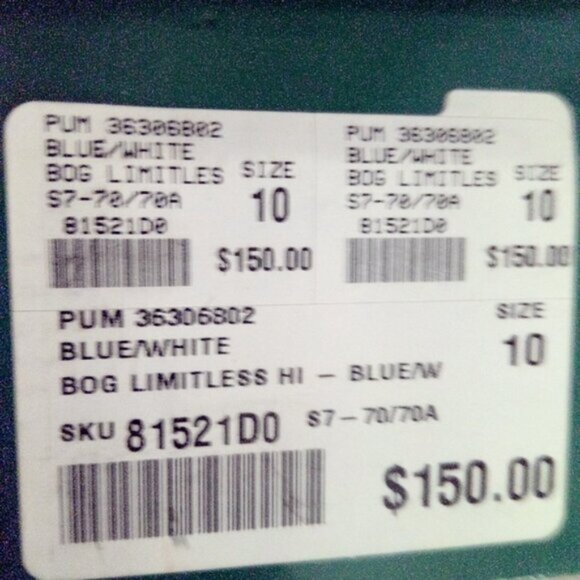 PUM 36306802
BLUE/WHITE
BOG LIMITLES SIZE
S7-70/70A 10
81521D0
$150.00
PUM 36306802
BLUE/WHITE
BOG LIMITLES SIZE
S7-70/70A 10
81521D0
$150.00
PUM 36306802 SIZE
BLUE/WHITE 10
BOG LIMITLESS HI – BLUE/W
SKU 81521D0 S7–70/70A
$150.00